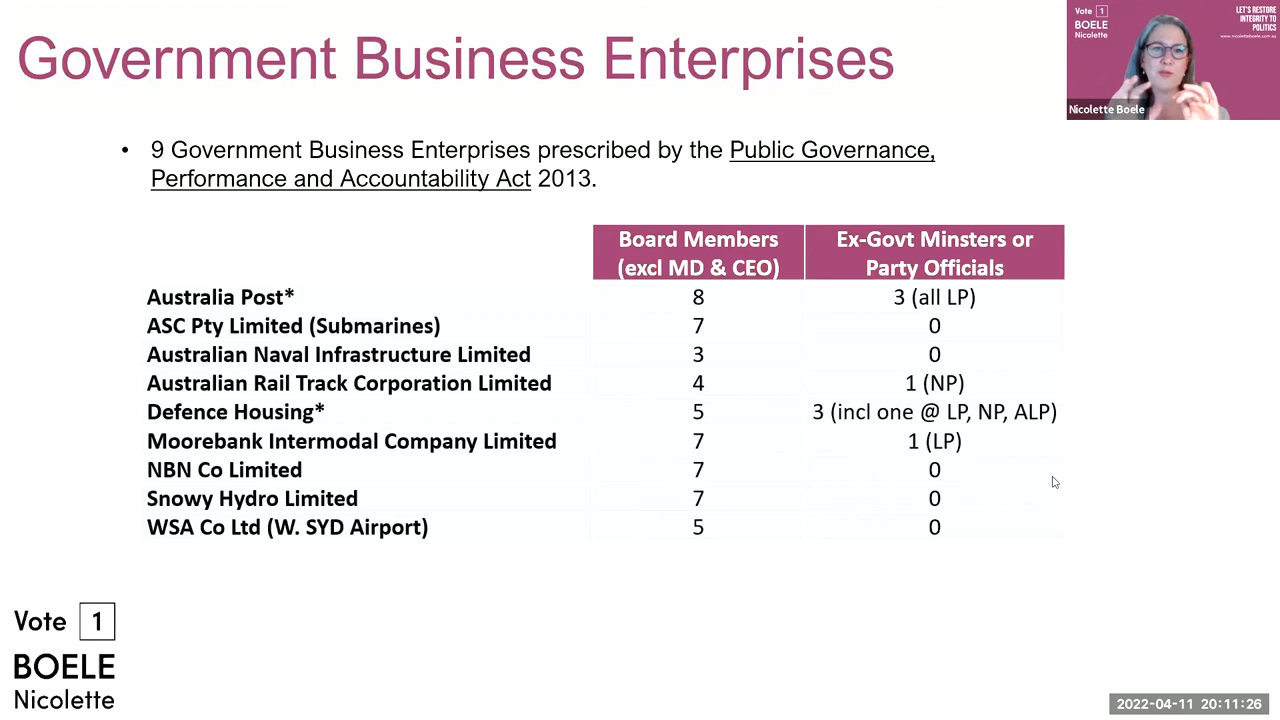 Government Business Enterprises
Vote 1
BOELE
Nicolette
LET'S RESTORE
INTEGRITY TO
POLITICS
www.nicoletteboele.com.au
Nicolette Boele
• 9 Government Business Enterprises prescribed by the Public Governance,
Performance and Accountability Act 2013.
Board Members
(excl MD & CEO)
Ex-Govt Minsters or
Party Officials
Australia Post* 8 3 (all LP)
ASC Pty Limited (Submarines) 7 0
Australian Naval Infrastructure Limited 3 0
Australian Rail Track Corporation Limited 4 1 (NP)
Defence Housing* 5 3 (incl one @ LP, NP, ALP)
Moorebank Intermodal Company Limited 7 1 (LP)
NBN Co Limited 7 0
Snowy Hydro Limited 7 0
WSA Co Ltd (W. SYD Airport) 5 0
Vote 1
BOELE
Nicolette
2022-04-11 20:11:26